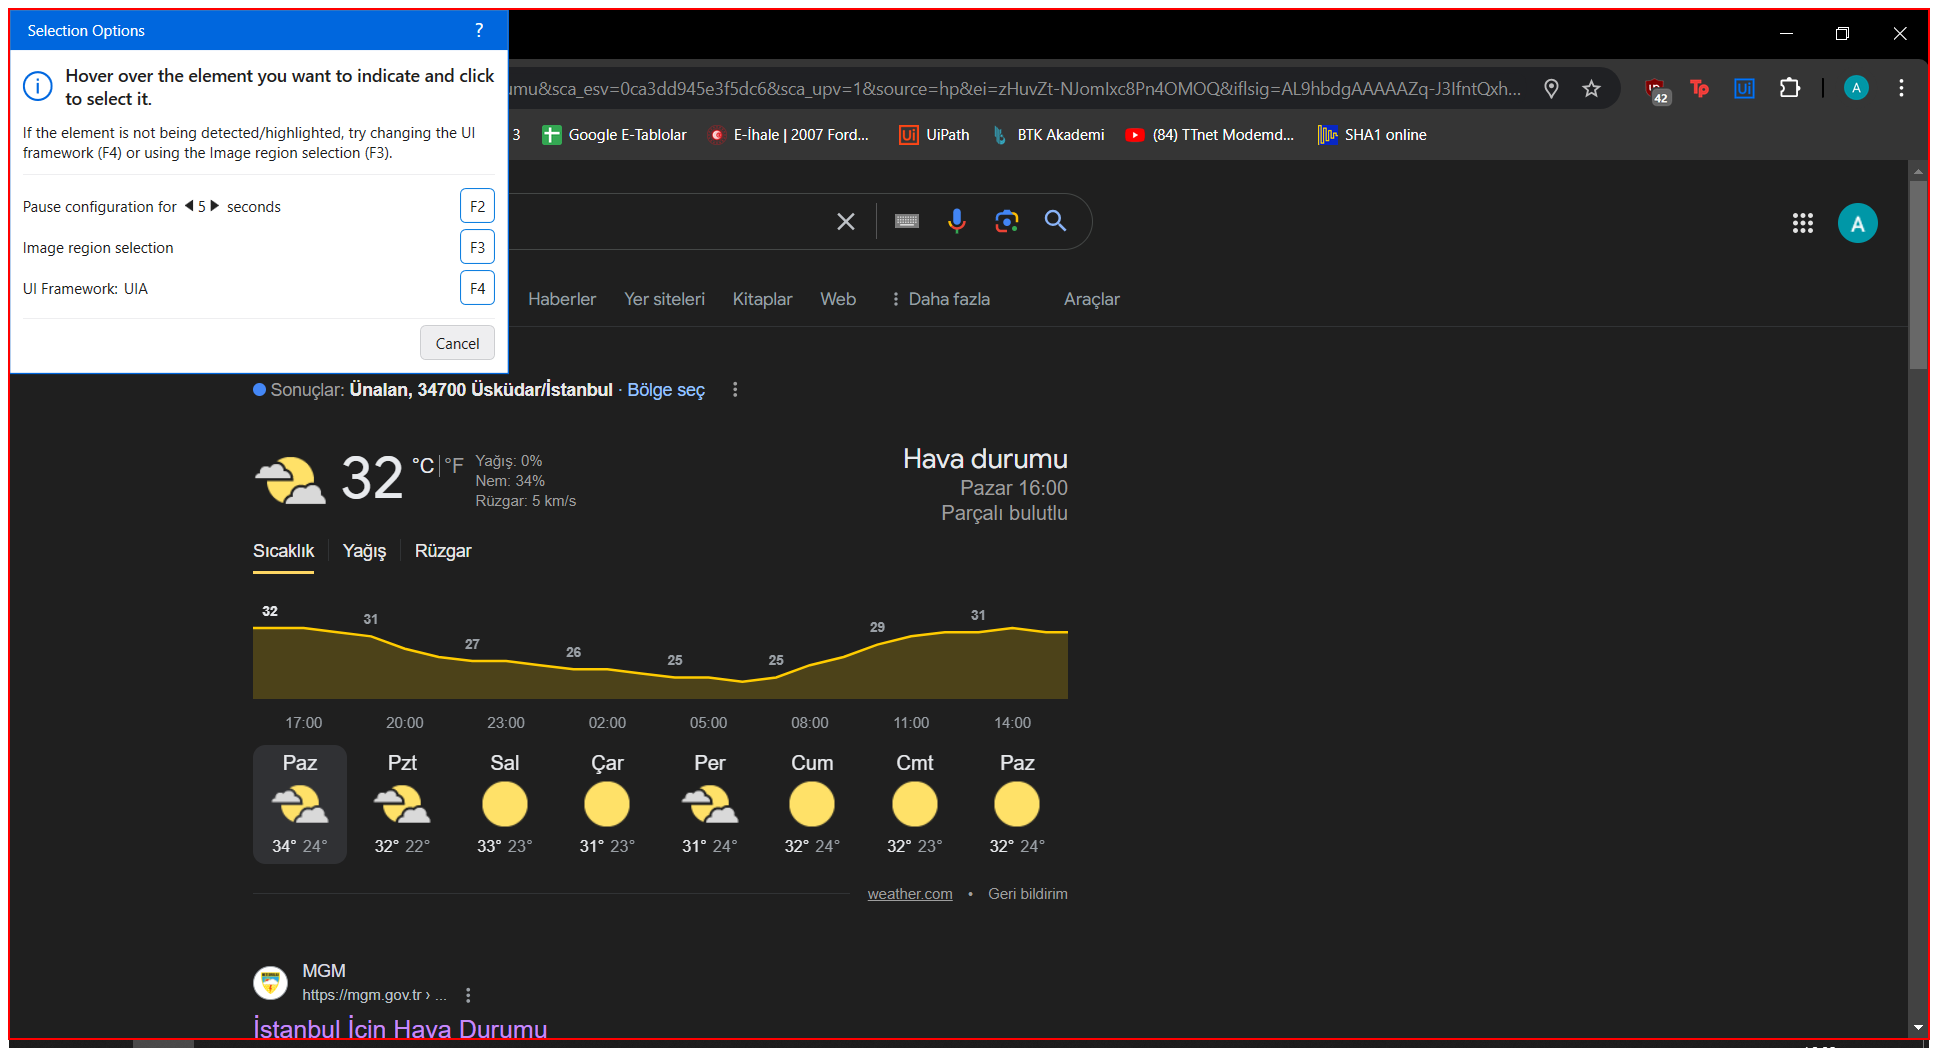 Selection Options ?
Hover over the element you want to indicate and click
to select it.
If the element is not being detected/highlighted, try changing the UI
framework (F4) or using the Image region selection (F3).
Pause configuration for 5 seconds F2
Image region selection F3
UI Framework: UIA F4
Cancel
umu&sca_esv=0ca3dd945e3f5dc6&sca_upv=1&source=hp&ei=zHuvZt-NJomIxc8Pn4OMOQ&iflsig=AL9hbdgAAAAAZq-J3IfntQxh...
42 Tp Ui A
3 Google E-Tablolar E-İhale | 2007 Ford... Ui UiPath BTK Akademi (84) TTnet Modemd... SHA1 online
A
Haberler Yer siteleri Kitaplar Web Daha fazla Araçlar
Sonuçlar: Ünalan, 34700 Üsküdar/İstanbul · Bölge seç
32 °C | °F
Yağış: 0%
Nem: 34%
Rüzgar: 5 km/s
Hava durumu
Pazar 16:00
Parçalı bulutlu
Sıcaklık Yağış Rüzgar
32 31 27 26 25 25 29 31
17:00 20:00 23:00 02:00 05:00 08:00 11:00 14:00
Paz Pzt Sal Çar Per Cum Cmt Paz
34° 24° 32° 22° 33° 23° 31° 23° 31° 24° 32° 24° 32° 23° 32° 24°
weather.com • Geri bildirim
MGM
https://mgm.gov.tr › ...
İstanbul İçin Hava Durumu